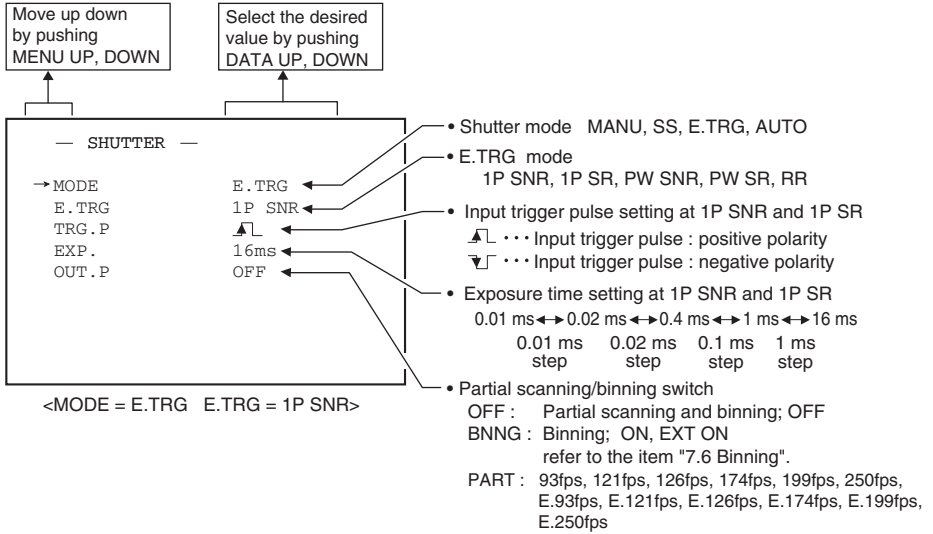 Move up down
by pushing
MENU UP, DOWN
Select the desired
value by pushing
DATA UP, DOWN
— SHUTTER —
→MODE E.TRG
E.TRG 1P SNR
TRG.P
EXP. 16ms
OUT.P OFF
<MODE = E.TRG E.TRG = 1P SNR>
• Shutter mode MANU, SS, E.TRG, AUTO
• E.TRG mode
1P SNR, 1P SR, PW SNR, PW SR, RR
• Input trigger pulse setting at 1P SNR and 1P SR
··· Input trigger pulse : positive polarity
··· Input trigger pulse : negative polarity
• Exposure time setting at 1P SNR and 1P SR
0.01 ms↔0.02 ms↔0.4 ms↔1 ms↔16 ms
0.01 ms 0.02 ms 0.1 ms 1 ms
step step step step
• Partial scanning/binning switch
OFF : Partial scanning and binning; OFF
BNNG : Binning; ON, EXT ON
refer to the item "7.6 Binning".
PART : 93fps, 121fps, 126fps, 174fps, 199fps, 250fps,
E.93fps, E.121fps, E.126fps, E.174fps, E.199fps,
E.250fps